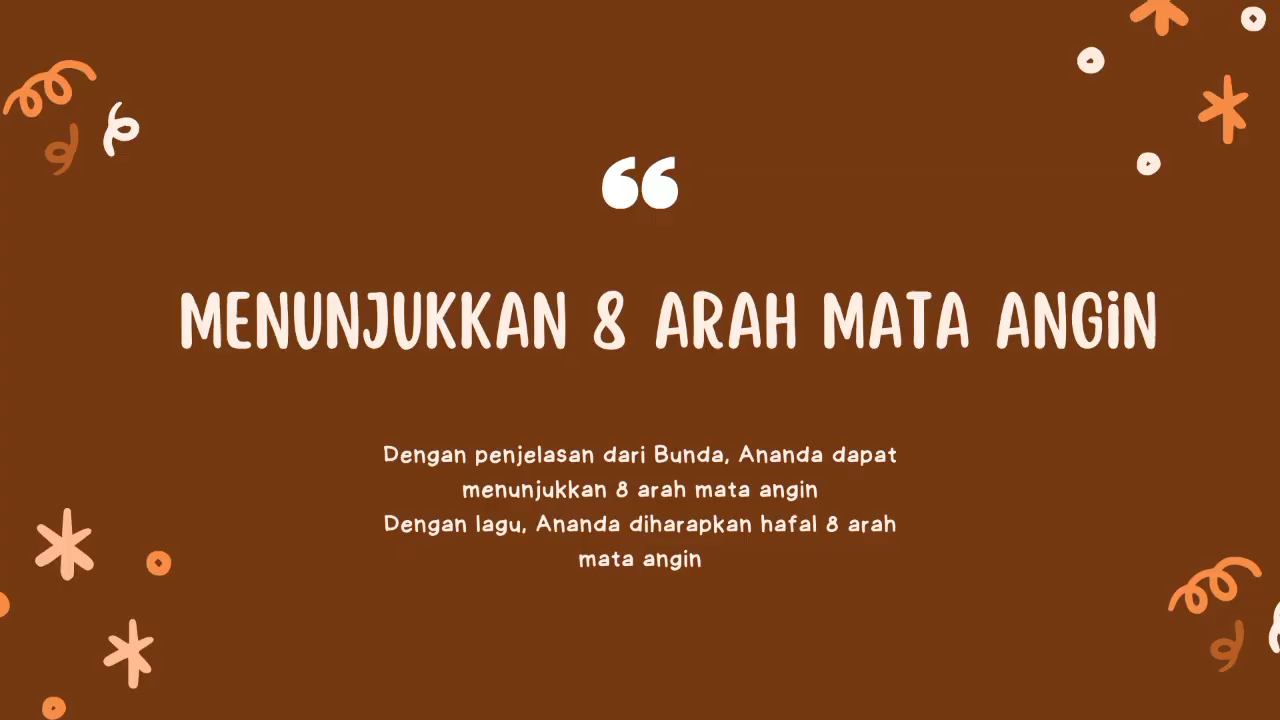 “
MENUNJUKKAN 8 ARAH MATA ANGiN
Dengan penjelasan dari Bunda, Ananda dapat
menunjukkan 8 arah mata angin
Dengan lagu, Ananda diharapkan hafal 8 arah
mata angin